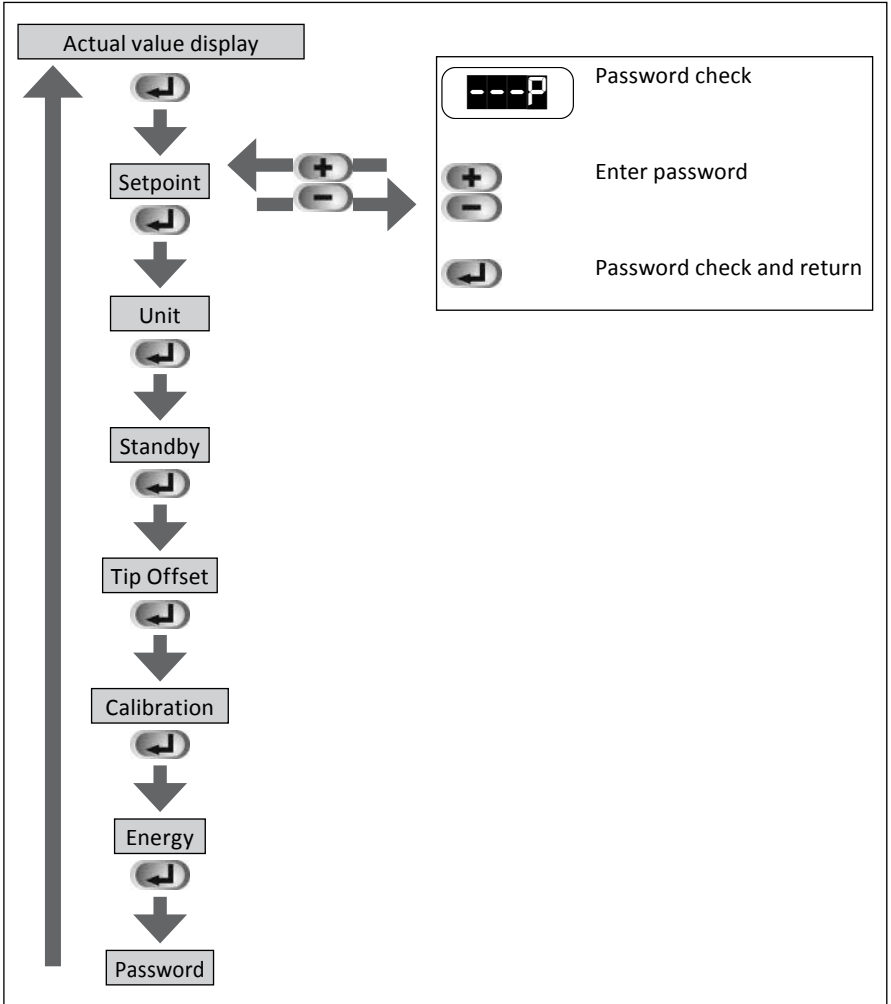 Actual value display
Setpoint
Unit
Standby
Tip Offset
Calibration
Energy
Password
---P
Password check
Enter password
Password check and return